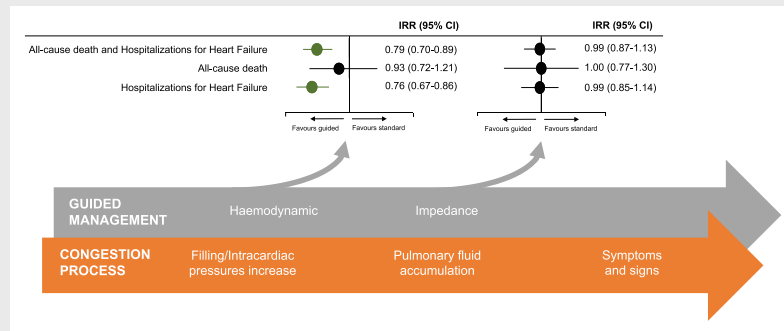 IRR (95% CI) IRR (95% CI)
All-cause death and Hospitalizations for Heart Failure 0.79 (0.70-0.89) 0.99 (0.87-1.13)
All-cause death 0.93 (0.72-1.21) 1.00 (0.77-1.30)
Hospitalizations for Heart Failure 0.76 (0.67-0.86) 0.99 (0.85-1.14)
Favours guided Favours standard Favours guided Favours standard
GUIDED
MANAGEMENT
Haemodynamic Impedance
CONGESTION
PROCESS
Filling/Intracardiac
pressures increase
Pulmonary fluid
accumulation
Symptoms
and signs